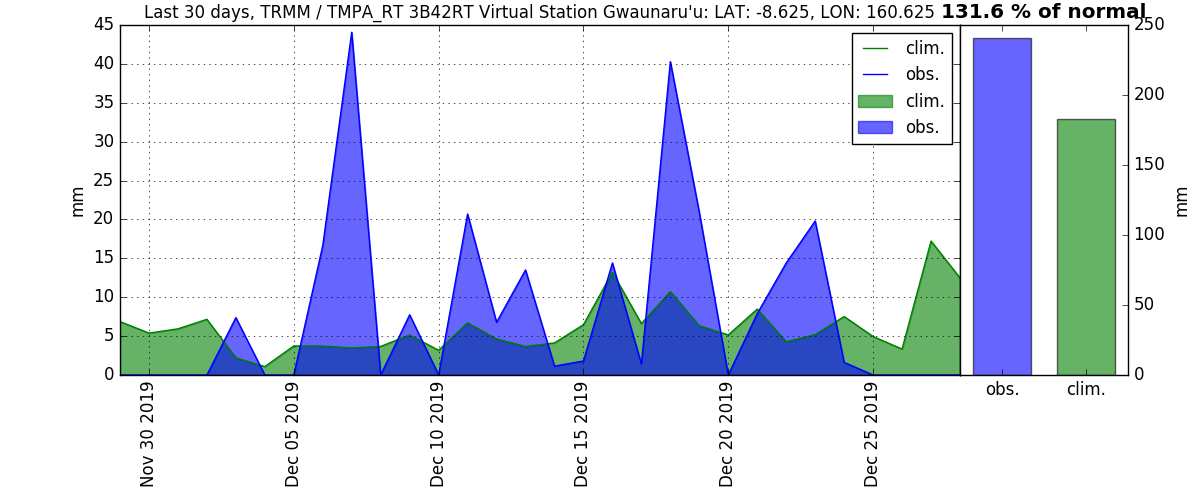 Last 30 days, TRMM / TMPA_RT 3B42RT Virtual Station Gwaunaru'u: LAT: -8.625, LON: 160.625 131.6 % of normal
45
40
35
30
25
20
15
10
5
0
mm
clim.
obs.
clim.
obs.
Nov 30 2019
Dec 05 2019
Dec 10 2019
Dec 15 2019
Dec 20 2019
Dec 25 2019
250
200
150
100
50
0
mm
obs. clim.